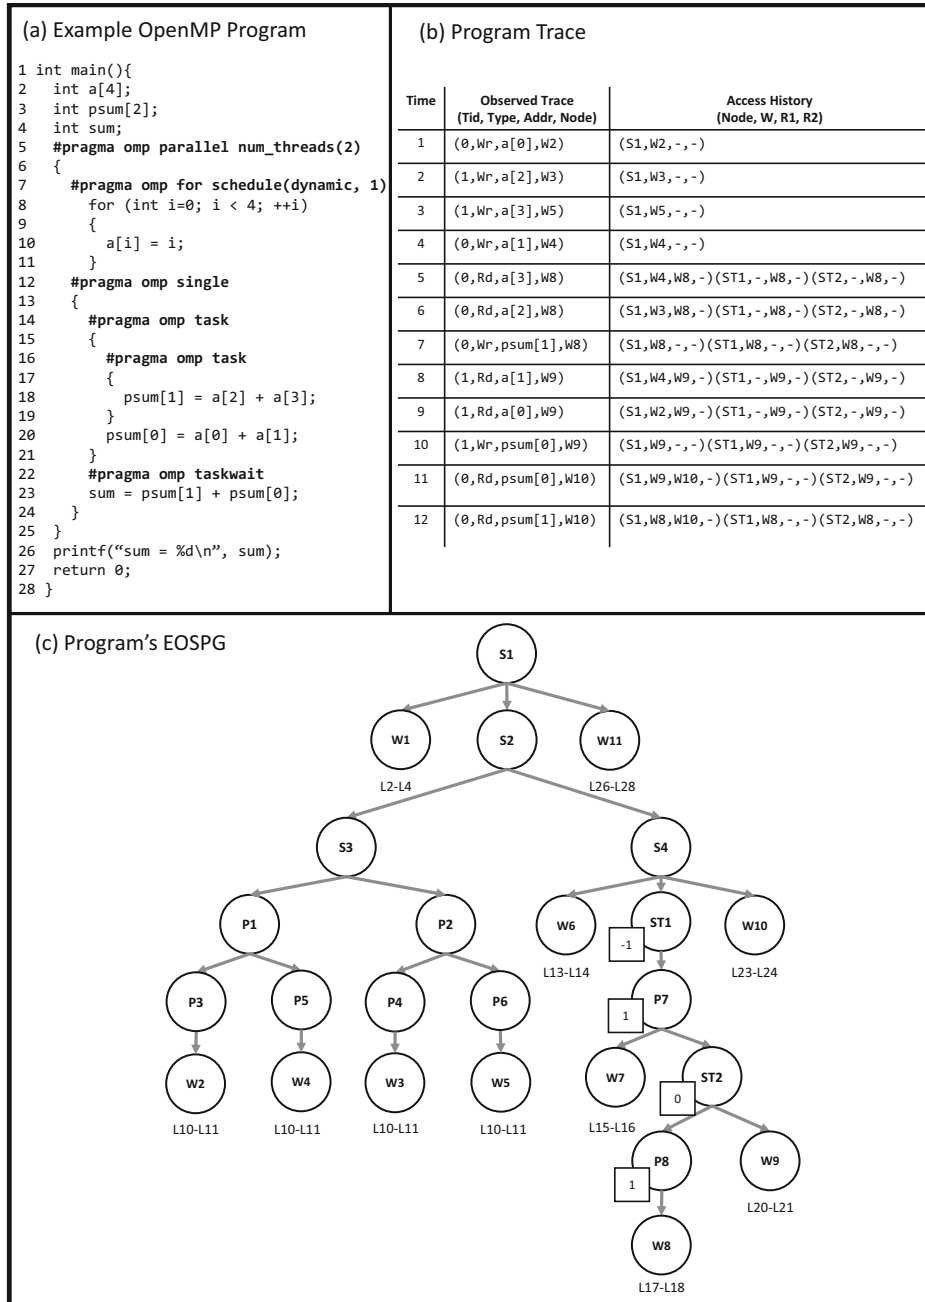 (a) Example OpenMP Program
1 int main(){
2   int a[4];
3   int psum[2];
4   int sum;
5   #pragma omp parallel num_threads(2)
6   {
7     #pragma omp for schedule(dynamic, 1)
8       for (int i=0; i < 4; ++i)
9       {
10        a[i] = i;
11      }
12    #pragma omp single
13    {
14      #pragma omp task
15      {
16        #pragma omp task
17        {
18          psum[1] = a[2] + a[3];
19        }
20        psum[0] = a[0] + a[1];
21      }
22      #pragma omp taskwait
23      sum = psum[1] + psum[0];
24    }
25  }
26  printf(“sum = %d\n”, sum);
27  return 0;
28 }
(b) Program Trace
Time Observed Trace (Tid, Type, Addr, Node) Access History (Node, W, R1, R2)
1 (0,Wr,a[0],W2) (S1,W2,-,-)
2 (1,Wr,a[2],W3) (S1,W3,-,-)
3 (1,Wr,a[3],W5) (S1,W5,-,-)
4 (0,Wr,a[1],W4) (S1,W4,-,-)
5 (0,Rd,a[3],W8) (S1,W4,W8,-)(ST1,-,W8,-)(ST2,-,W8,-)
6 (0,Rd,a[2],W8) (S1,W3,W8,-)(ST1,-,W8,-)(ST2,-,W8,-)
7 (0,Wr,psum[1],W8) (S1,W8,-,-)(ST1,W8,-,-)(ST2,W8,-,-)
8 (1,Rd,a[1],W9) (S1,W4,W9,-)(ST1,-,W9,-)(ST2,-,W9,-)
9 (1,Rd,a[0],W9) (S1,W2,W9,-)(ST1,-,W9,-)(ST2,-,W9,-)
10 (1,Wr,psum[0],W9) (S1,W9,-,-)(ST1,W9,-,-)(ST2,W9,-,-)
11 (0,Rd,psum[0],W10) (S1,W9,W10,-)(ST1,W9,-,-)(ST2,W9,-,-)
12 (0,Rd,psum[1],W10) (S1,W8,W10,-)(ST1,W8,-,-)(ST2,W8,-,-)
(c) Program’s EOSPG
S1
W1 S2 W11
L2-L4 L26-L28
S3 S4
P1 P2 W6 ST1 W10
-1
L13-L14 L23-L24
P3 P5 P4 P6 P7
1
W2 W4 W3 W5 W7 ST2
0
L10-L11 L10-L11 L10-L11 L10-L11 L15-L16
P8 W9
1
L20-L21
W8
L17-L18